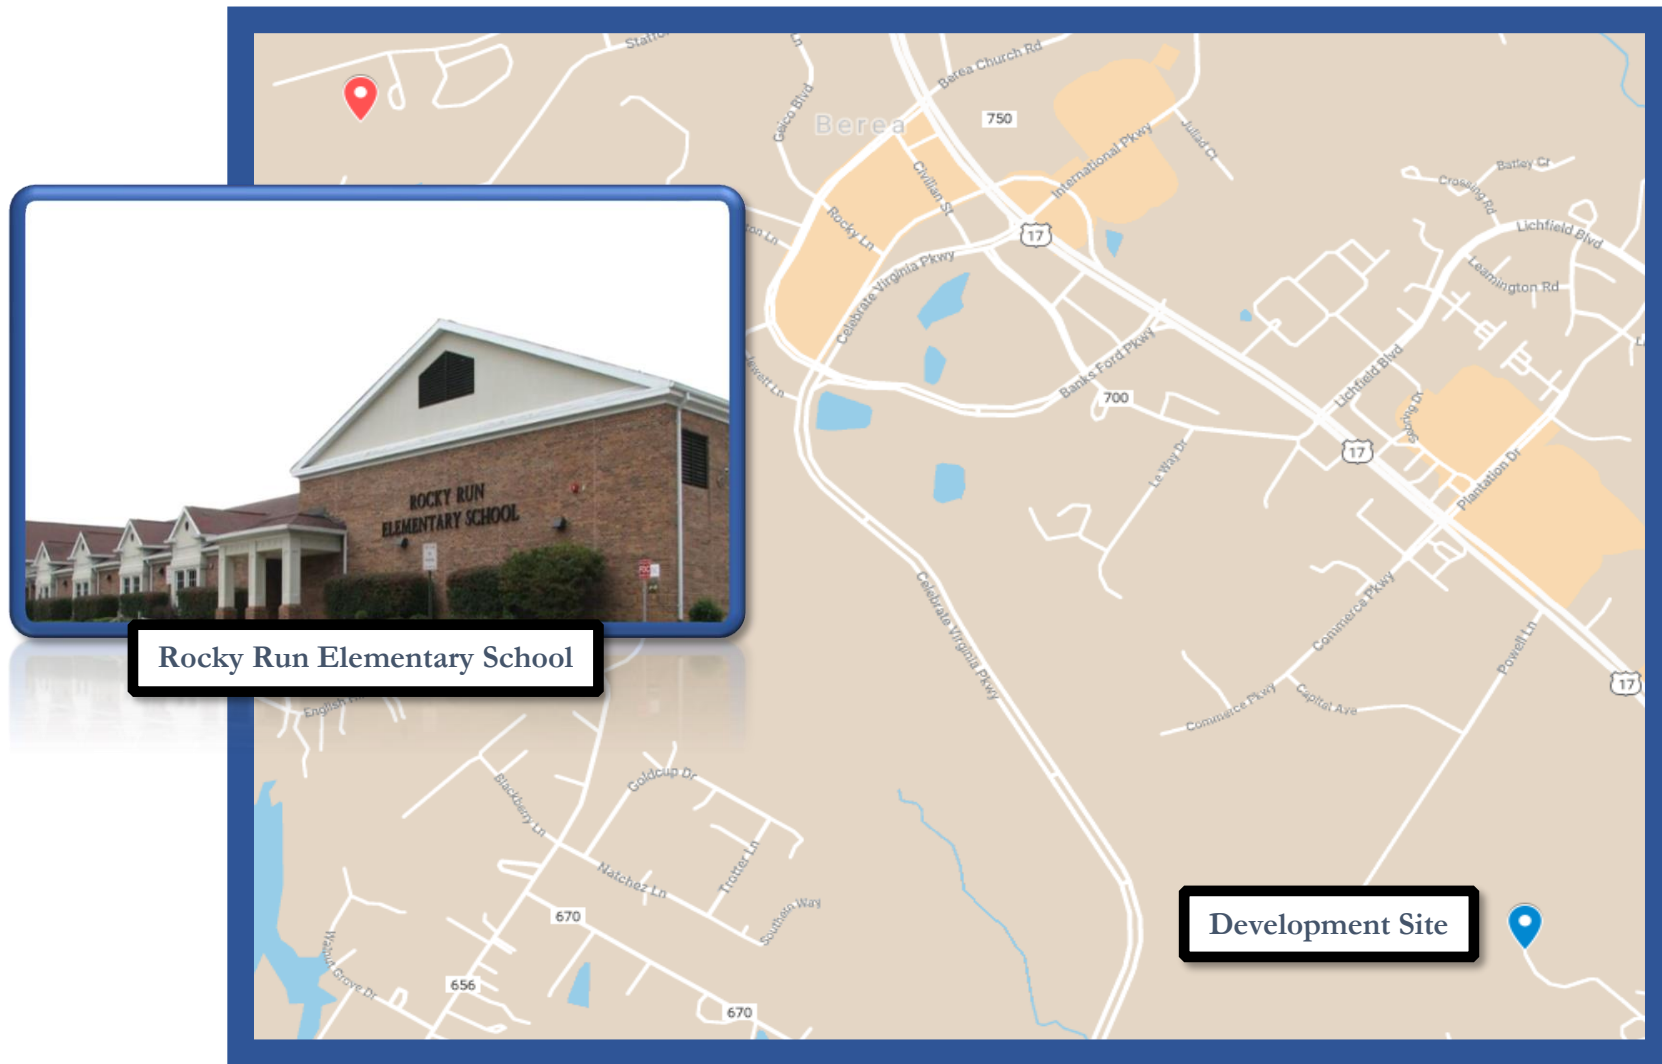 Berea Church Rd
Geico Blvd
Berea
750
International Pkwy
Juliad Ct
Civilian St
Batley Ct
Crossing Rd
Rocky Ln
17
Lichfield Blvd
Celebrate Virginia Pkwy
Leamington Rd
Jewett Ln
Banks Ford Pkwy
Lichfield Blvd
700
Sebring Dr
17
Le Way Dr
Plantation Dr
ROCKY RUN
ELEMENTARY SCHOOL
Celebrate Virginia Pkwy
Commerce Pkwy
Powell Ln
Rocky Run Elementary School
17
English
Commerce Pkwy
Capital Ave
Goldcup Dr
Blackberry Ln
Trotter Ln
Natchez Ln
Southern Way
670
Development Site
Walnut Grove Dr
656
670